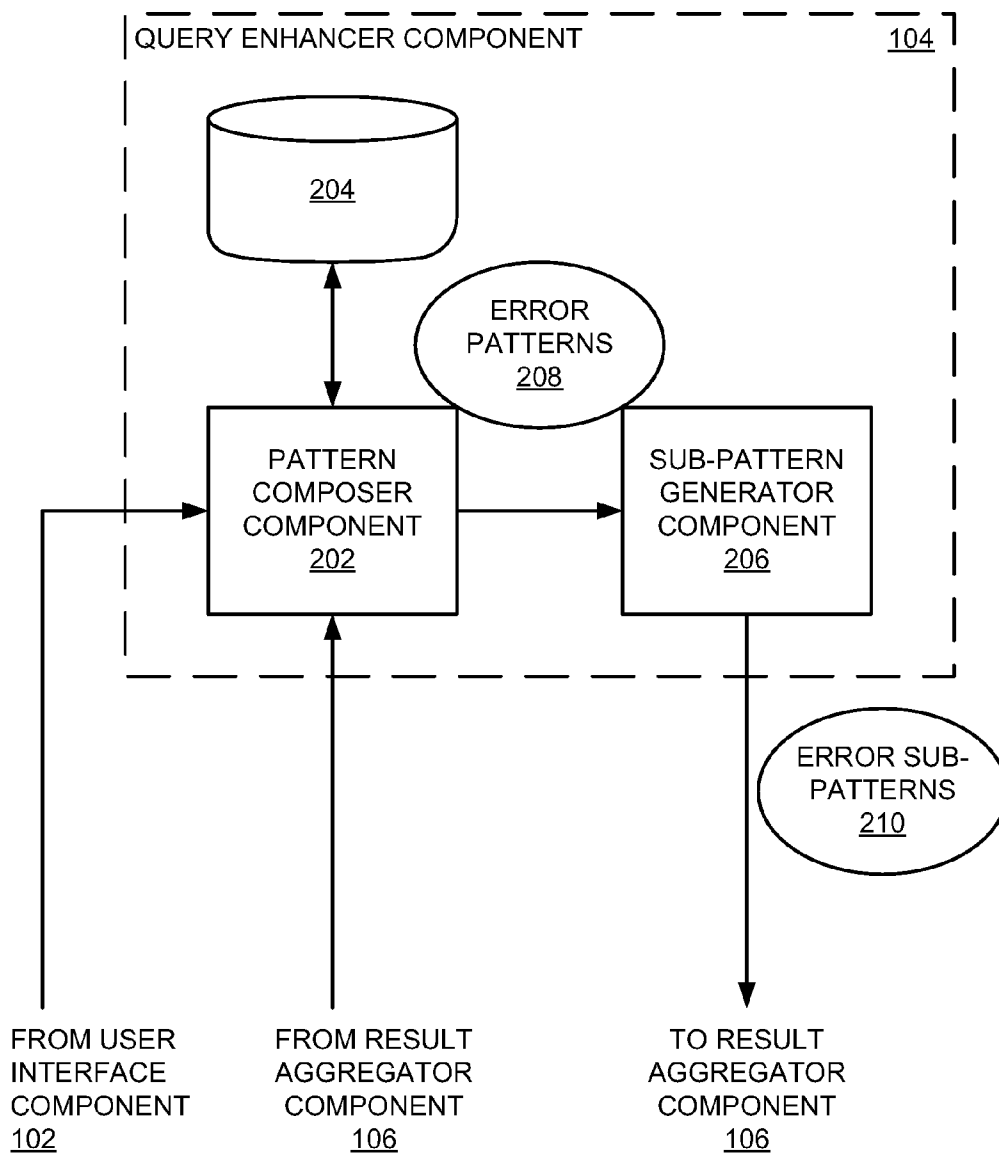 QUERY ENHANCER COMPONENT 104
204
ERROR
PATTERNS
208
PATTERN
COMPOSER
COMPONENT
202
SUB-PATTERN
GENERATOR
COMPONENT
206
ERROR SUB-
PATTERNS
210
FROM USER
INTERFACE
COMPONENT
102
FROM RESULT
AGGREGATOR
COMPONENT
106
TO RESULT
AGGREGATOR
COMPONENT
106